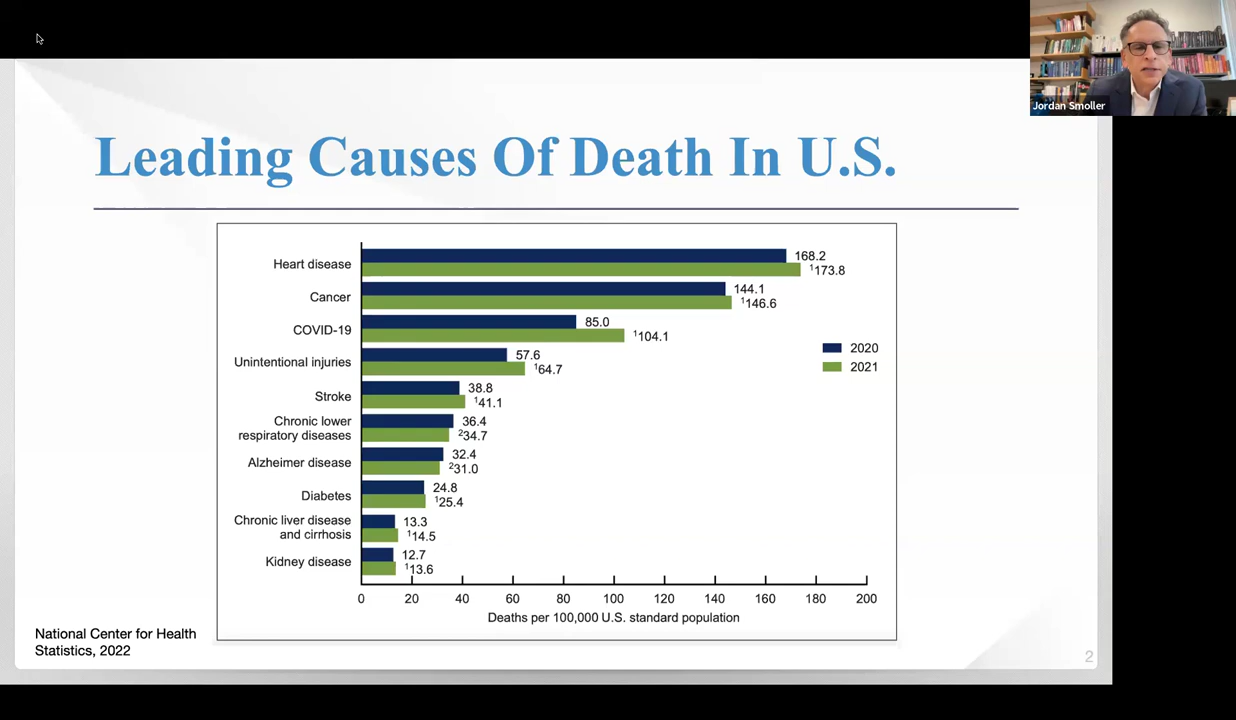 Jordan Smoller
Leading Causes Of Death In U.S.
Heart disease
168.2
¹173.8
Cancer
144.1
¹146.6
COVID-19
85.0
¹104.1
Unintentional injuries
57.6
¹64.7
Stroke
38.8
¹41.1
Chronic lower
respiratory diseases
36.4
²34.7
Alzheimer disease
32.4
²31.0
Diabetes
24.8
¹25.4
Chronic liver disease
and cirrhosis
13.3
¹14.5
Kidney disease
12.7
¹13.6
2020
2021
0 20 40 60 80 100 120 140 160 180 200
Deaths per 100,000 U.S. standard population
National Center for Health
Statistics, 2022
2